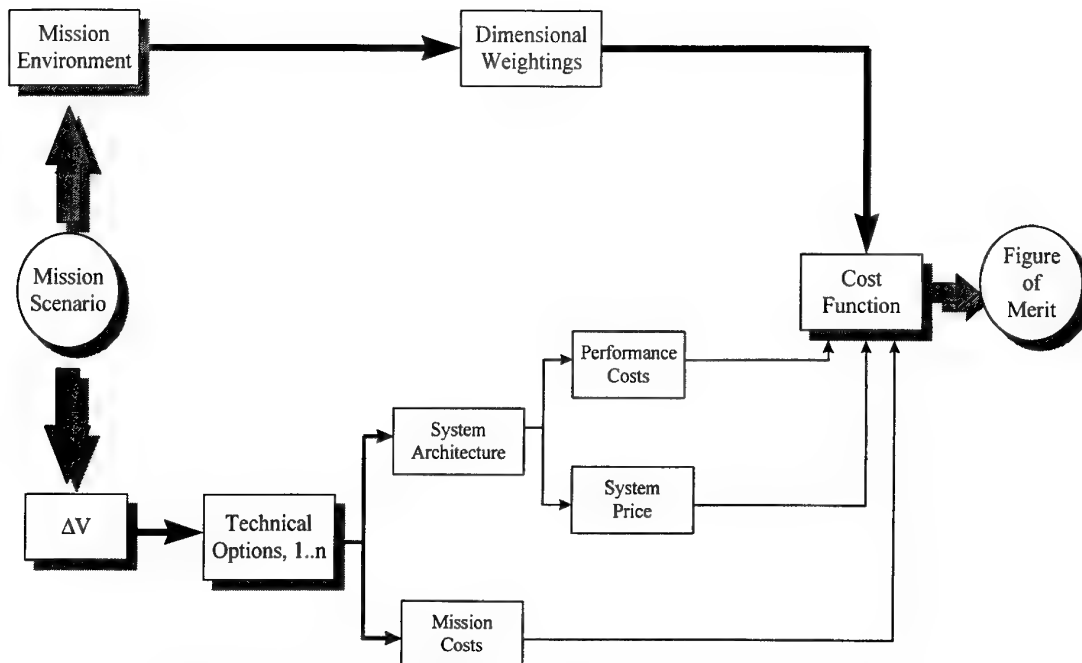 Mission
Environment
Dimensional
Weightings
Mission
Scenario
Cost
Function
Figure
of
Merit
Performance
Costs
System
Architecture
System
Price
ΔV
Technical
Options, 1..n
Mission
Costs